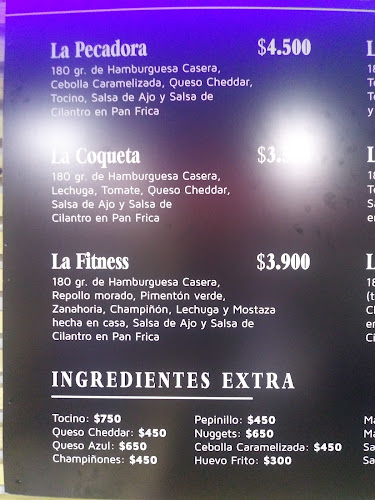 La Pecadora $4.500
180 gr. de Hamburguesa Casera,
Cebolla Caramelizada, Queso Cheddar,
Tocino, Salsa de Ajo y Salsa de
Cilantro en Pan Frica
La Coqueta
180 gr. de Hamburguesa Casera,
Lechuga, Tomate, Queso Cheddar,
Salsa de Ajo y Salsa de
Cilantro en Pan Frica
La Fitness $3.900
180 gr. de Hamburguesa Casera,
Repollo morado, Pimentón verde,
Zanahoria, Champiñón, Lechuga y Mostaza
hecha en casa, Salsa de Ajo y Salsa de
Cilantro en Pan Frica
INGREDIENTES EXTRA
Tocino: $750
Queso Cheddar: $450
Queso Azul: $650
Champiñones: $450
Pepinillo: $450
Nuggets: $650
Cebolla Caramelizada: $450
Huevo Frito: $300